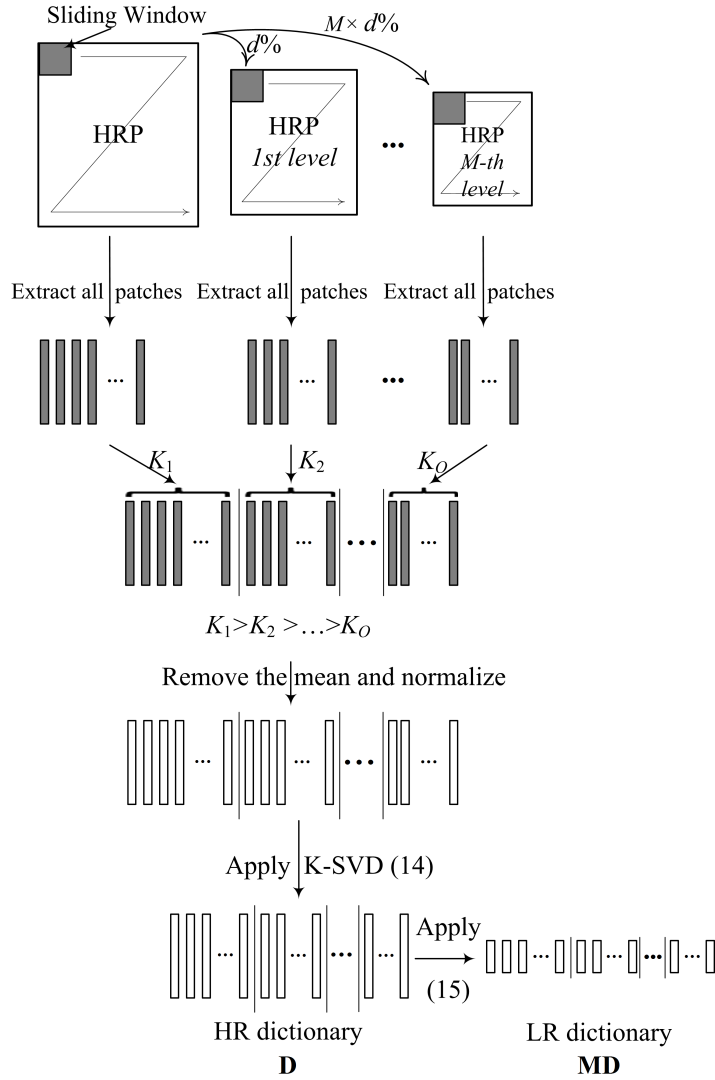 Sliding Window
d%
M× d%
HRP
HRP
1st level
...
HRP
M-th
level
Extract all patches
Extract all patches
Extract all patches
...
...
...
...
K1
K2
KO
...
...
...
...
K1>K2 >…>KO
Remove the mean and normalize
...
...
...
...
Apply K-SVD (14)
...
...
...
...
Apply
(15)
...
...
...
...
HR dictionary
D
LR dictionary
MD